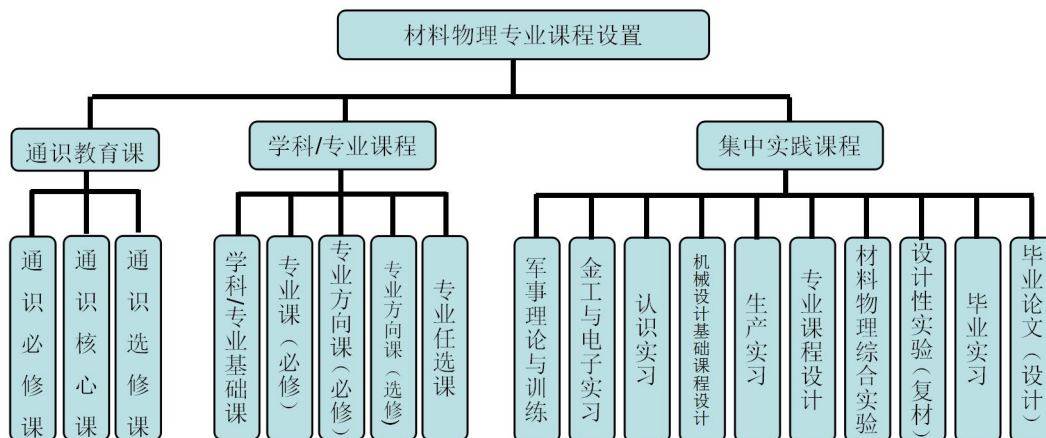 材料物理专业课程设置
通识教育课
学科/专业课程
集中实践课程
通识必修课
通识核心课
通识选修课
学科/专业基础课
专业课（必修）
专业方向课（必修）
专业方向课（选修)
专业任选课
军事理论与训练
金工与电子实习
认识实习
机械设计基础课程设计
生产实习
专业课程设计
材料物理综合实验
设计性实验（复材）
毕业实习
毕业论文（设计）